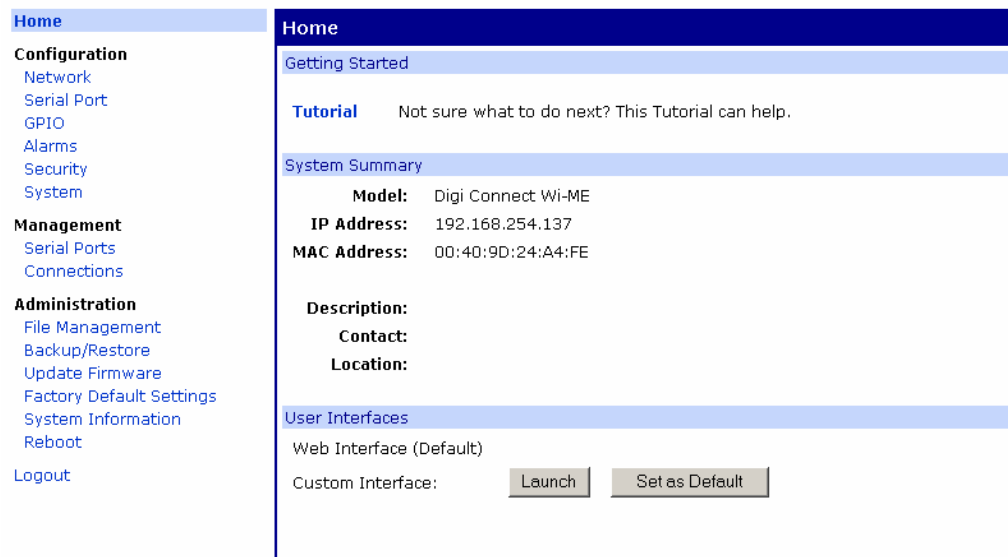 Home
Configuration
Network
Serial Port
GPIO
Alarms
Security
System
Management
Serial Ports
Connections
Administration
File Management
Backup/Restore
Update Firmware
Factory Default Settings
System Information
Reboot
Logout
Home
Getting Started
Tutorial Not sure what to do next? This Tutorial can help.
System Summary
Model: Digi Connect Wi-ME
IP Address: 192.168.254.137
MAC Address: 00:40:9D:24:A4:FE
Description:
Contact:
Location:
User Interfaces
Web Interface (Default)
Custom Interface: Launch Set as Default